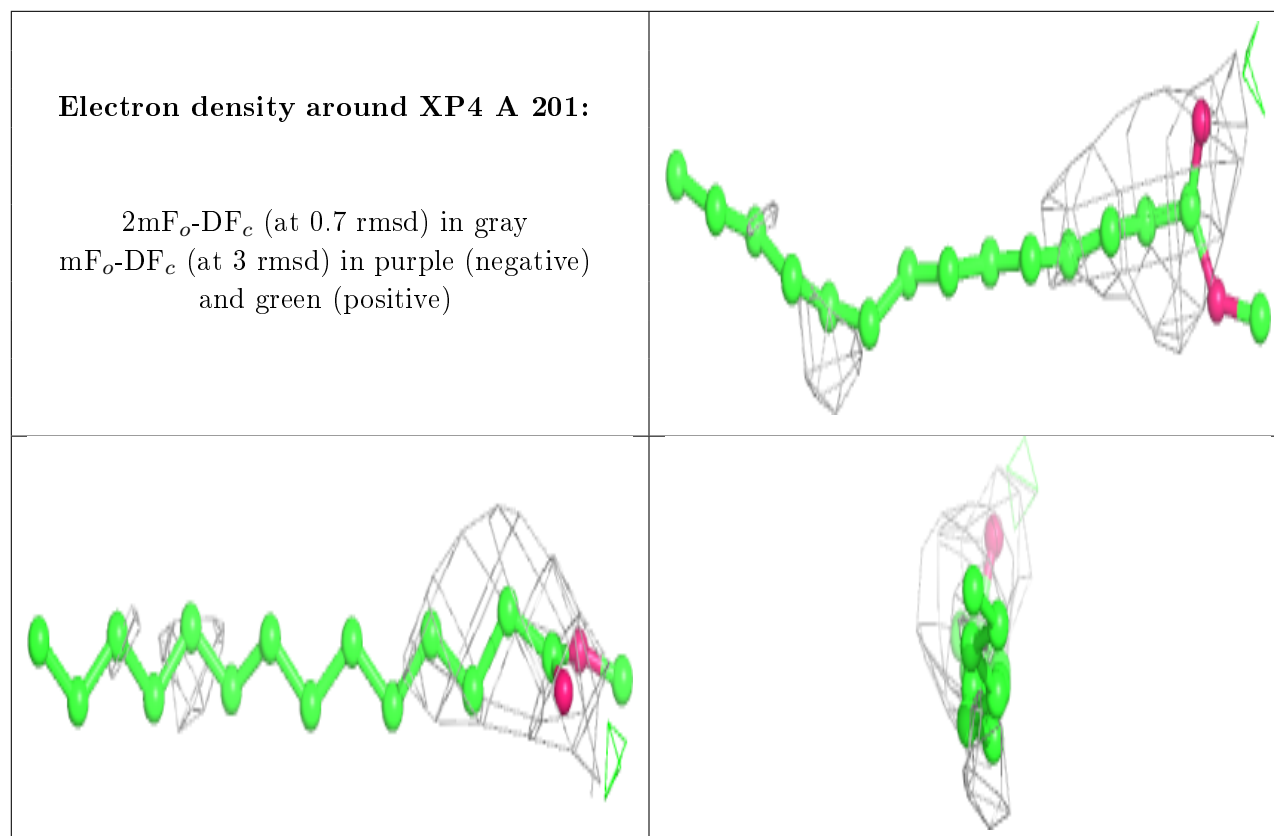 Electron density around XP4 A 201:
2mFₒ-DF𝒸 (at 0.7 rmsd) in gray
mFₒ-DF𝒸 (at 3 rmsd) in purple (negative)
and green (positive)